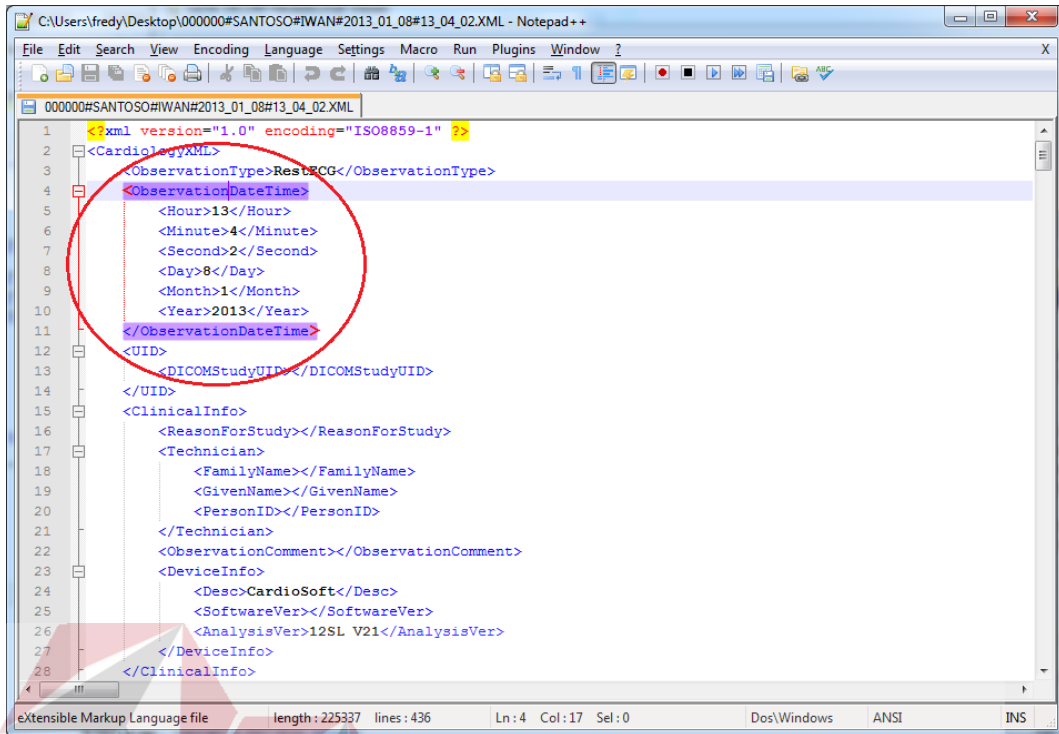 C:\Users\fredy\Desktop\000000#SANTOSO#IWAN#2013_01_08#13_04_02.XML - Notepad++
File Edit Search View Encoding Language Settings Macro Run Plugins Window ? X
000000#SANTOSO#IWAN#2013_01_08#13_04_02.XML
1 <?xml version="1.0" encoding="ISO8859-1" ?>
2 <CardiologyXML>
3 <ObservationType>RestECG</ObservationType>
4 <ObservationDateTime>
5 <Hour>13</Hour>
6 <Minute>4</Minute>
7 <Second>2</Second>
8 <Day>8</Day>
9 <Month>1</Month>
10 <Year>2013</Year>
11 </ObservationDateTime>
12 <UID>
13 <DICOMStudyUID></DICOMStudyUID>
14 </UID>
15 <ClinicalInfo>
16 <ReasonForStudy></ReasonForStudy>
17 <Technician>
18 <FamilyName></FamilyName>
19 <GivenName></GivenName>
20 <PersonID></PersonID>
21 </Technician>
22 <ObservationComment></ObservationComment>
23 <DeviceInfo>
24 <Desc>CardioSoft</Desc>
25 <SoftwareVer></SoftwareVer>
26 <AnalysisVer>12SL V21</AnalysisVer>
27 </DeviceInfo>
28 </ClinicalInfo>
eXtensible Markup Language file length : 225337 lines : 436 Ln : 4 Col : 17 Sel : 0 Dos\Windows ANSI INS